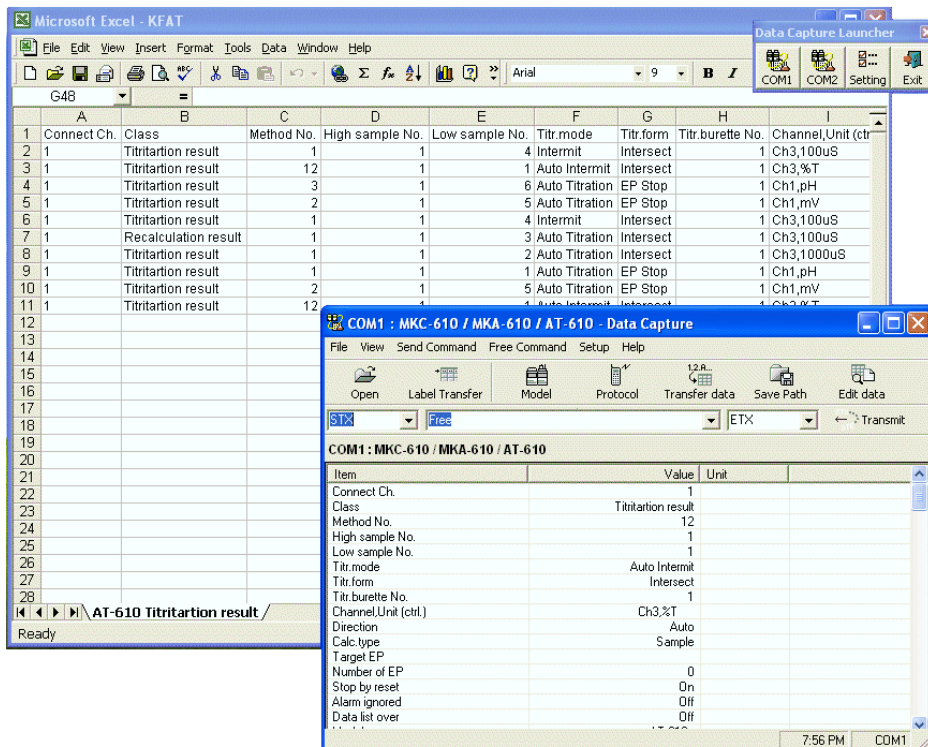 Microsoft Excel - KFAT
File Edit View Insert Format Tools Data Window Help
Arial 9 B I
G48 =
A B C D E F G H I
1 Connect Ch. Class Method No. High sample No. Low sample No. Titr.mode Titr.form Titr.burette No. Channel,Unit (ctr
2 1 Titritartion result 1 1 4 Intermit Intersect 1 Ch3,100uS
3 1 Titritartion result 12 1 1 Auto Intermit Intersect 1 Ch3,%T
4 1 Titritartion result 3 1 6 Auto Titration EP Stop 1 Ch1,pH
5 1 Titritartion result 2 1 5 Auto Titration EP Stop 1 Ch1,mV
6 1 Titritartion result 1 1 4 Intermit Intersect 1 Ch3,100uS
7 1 Recalculation result 1 1 3 Auto Titration Intersect 1 Ch3,100uS
8 1 Titritartion result 1 1 2 Auto Titration Intersect 1 Ch3,1000uS
9 1 Titritartion result 1 1 1 Auto Titration EP Stop 1 Ch1,pH
10 1 Titritartion result 2 1 5 Auto Titration EP Stop 1 Ch1,mV
11 1 Titritartion result 12 1 1 Auto Intermit Intersect 1 Ch3,%T
12
13
14
15
16
17
18
19
20
21
22
23
24
25
26
27
28
AT-610 Titritartion result
Ready
Data Capture Launcher
COM1 COM2 Setting Exit
COM1 : MKC-610 / MKA-610 / AT-610 - Data Capture
File View Send Command Free Command Setup Help
1,2,A...
Open Label Transfer Model Protocol Transfer data Save Path Edit data
STX Free ETX Transmit
COM1 : MKC-610 / MKA-610 / AT-610
Item Value Unit
Connect Ch. 1
Class Titritartion result
Method No. 12
High sample No. 1
Low sample No. 1
Titr.mode Auto Intermit
Titr.form Intersect
Titr.burette No. 1
Channel,Unit (ctrl.) Ch3,%T
Direction Auto
Calc.type Sample
Target EP
Number of EP 0
Stop by reset On
Alarm ignored Off
Data list over Off
7:56 PM COM1